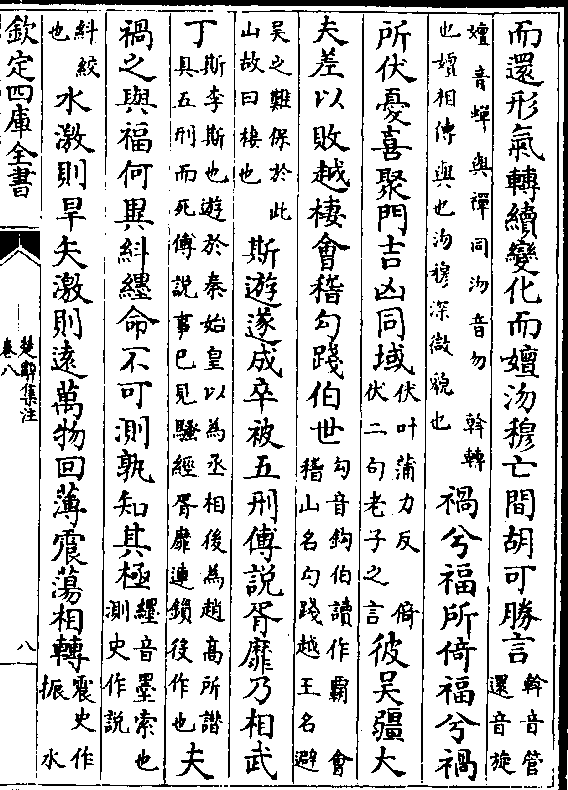 而還形氣轉續變化而嬗沕穆亡間胡可勝言斡音管還音旋
嬗音蟬與禪同沕音勿斡轉也嬗相傳與也沕穆深微貌也禍兮福所倚福兮禍
所伏憂喜聚門吉凶同域伏叶蒲力反倚伏二句老子之言彼吳彊大
夫差以敗越棲會稽勾踐伯世勾音鈎伯讀作霸會稽山名勾踐越王名避
吳之難保於此山故曰棲也斯遊遂成卒被五刑傅說胥靡乃相武
丁斯李斯也遊於秦始皇以為丞相後為趙高所譖具五刑而死傅說事已見騷經胥靡連鎖役作也夫
禍之與福何異糾纆命不可測孰知其極纆音墨索也測史作說
糾絞也水激則旱矢激則遠萬物回薄震蕩相轉震史作振水
欽定四庫全書
楚辭集注
卷八
八